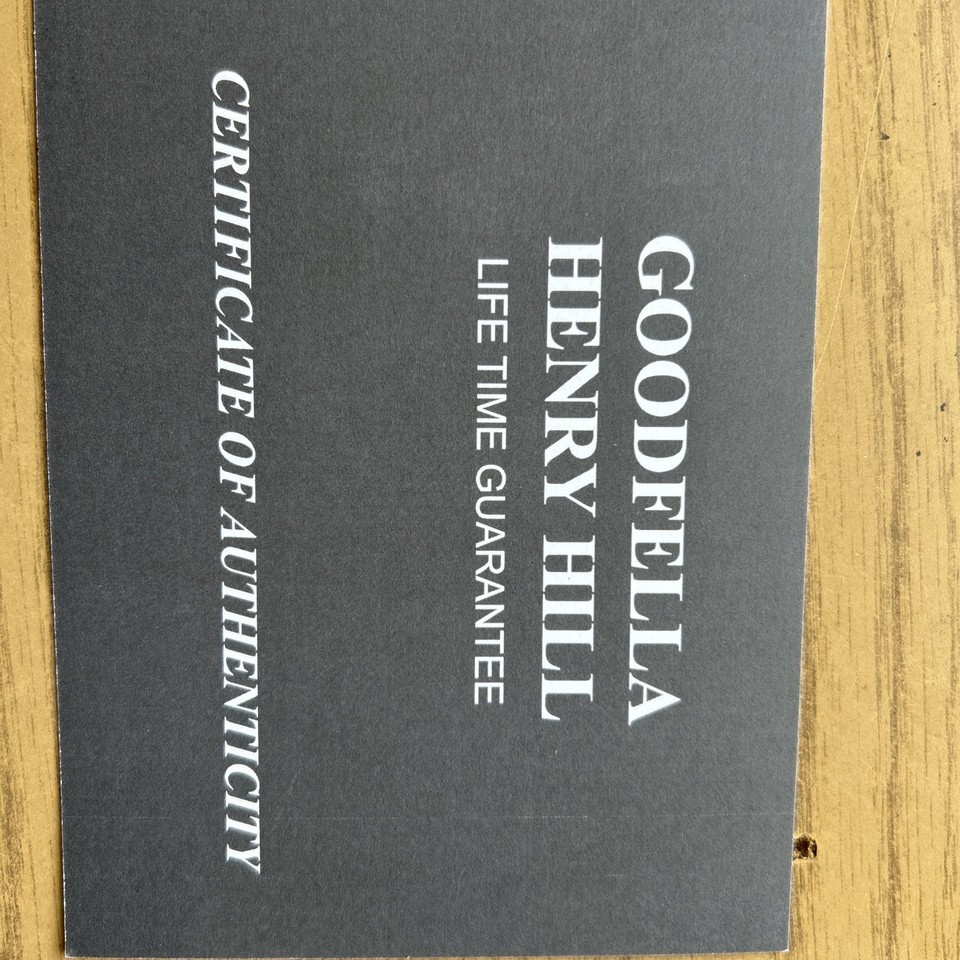 GOODFELLA
HENRY HILL
LIFE TIME GUARANTEE
CERTIFICATE OF AUTHENTICITY